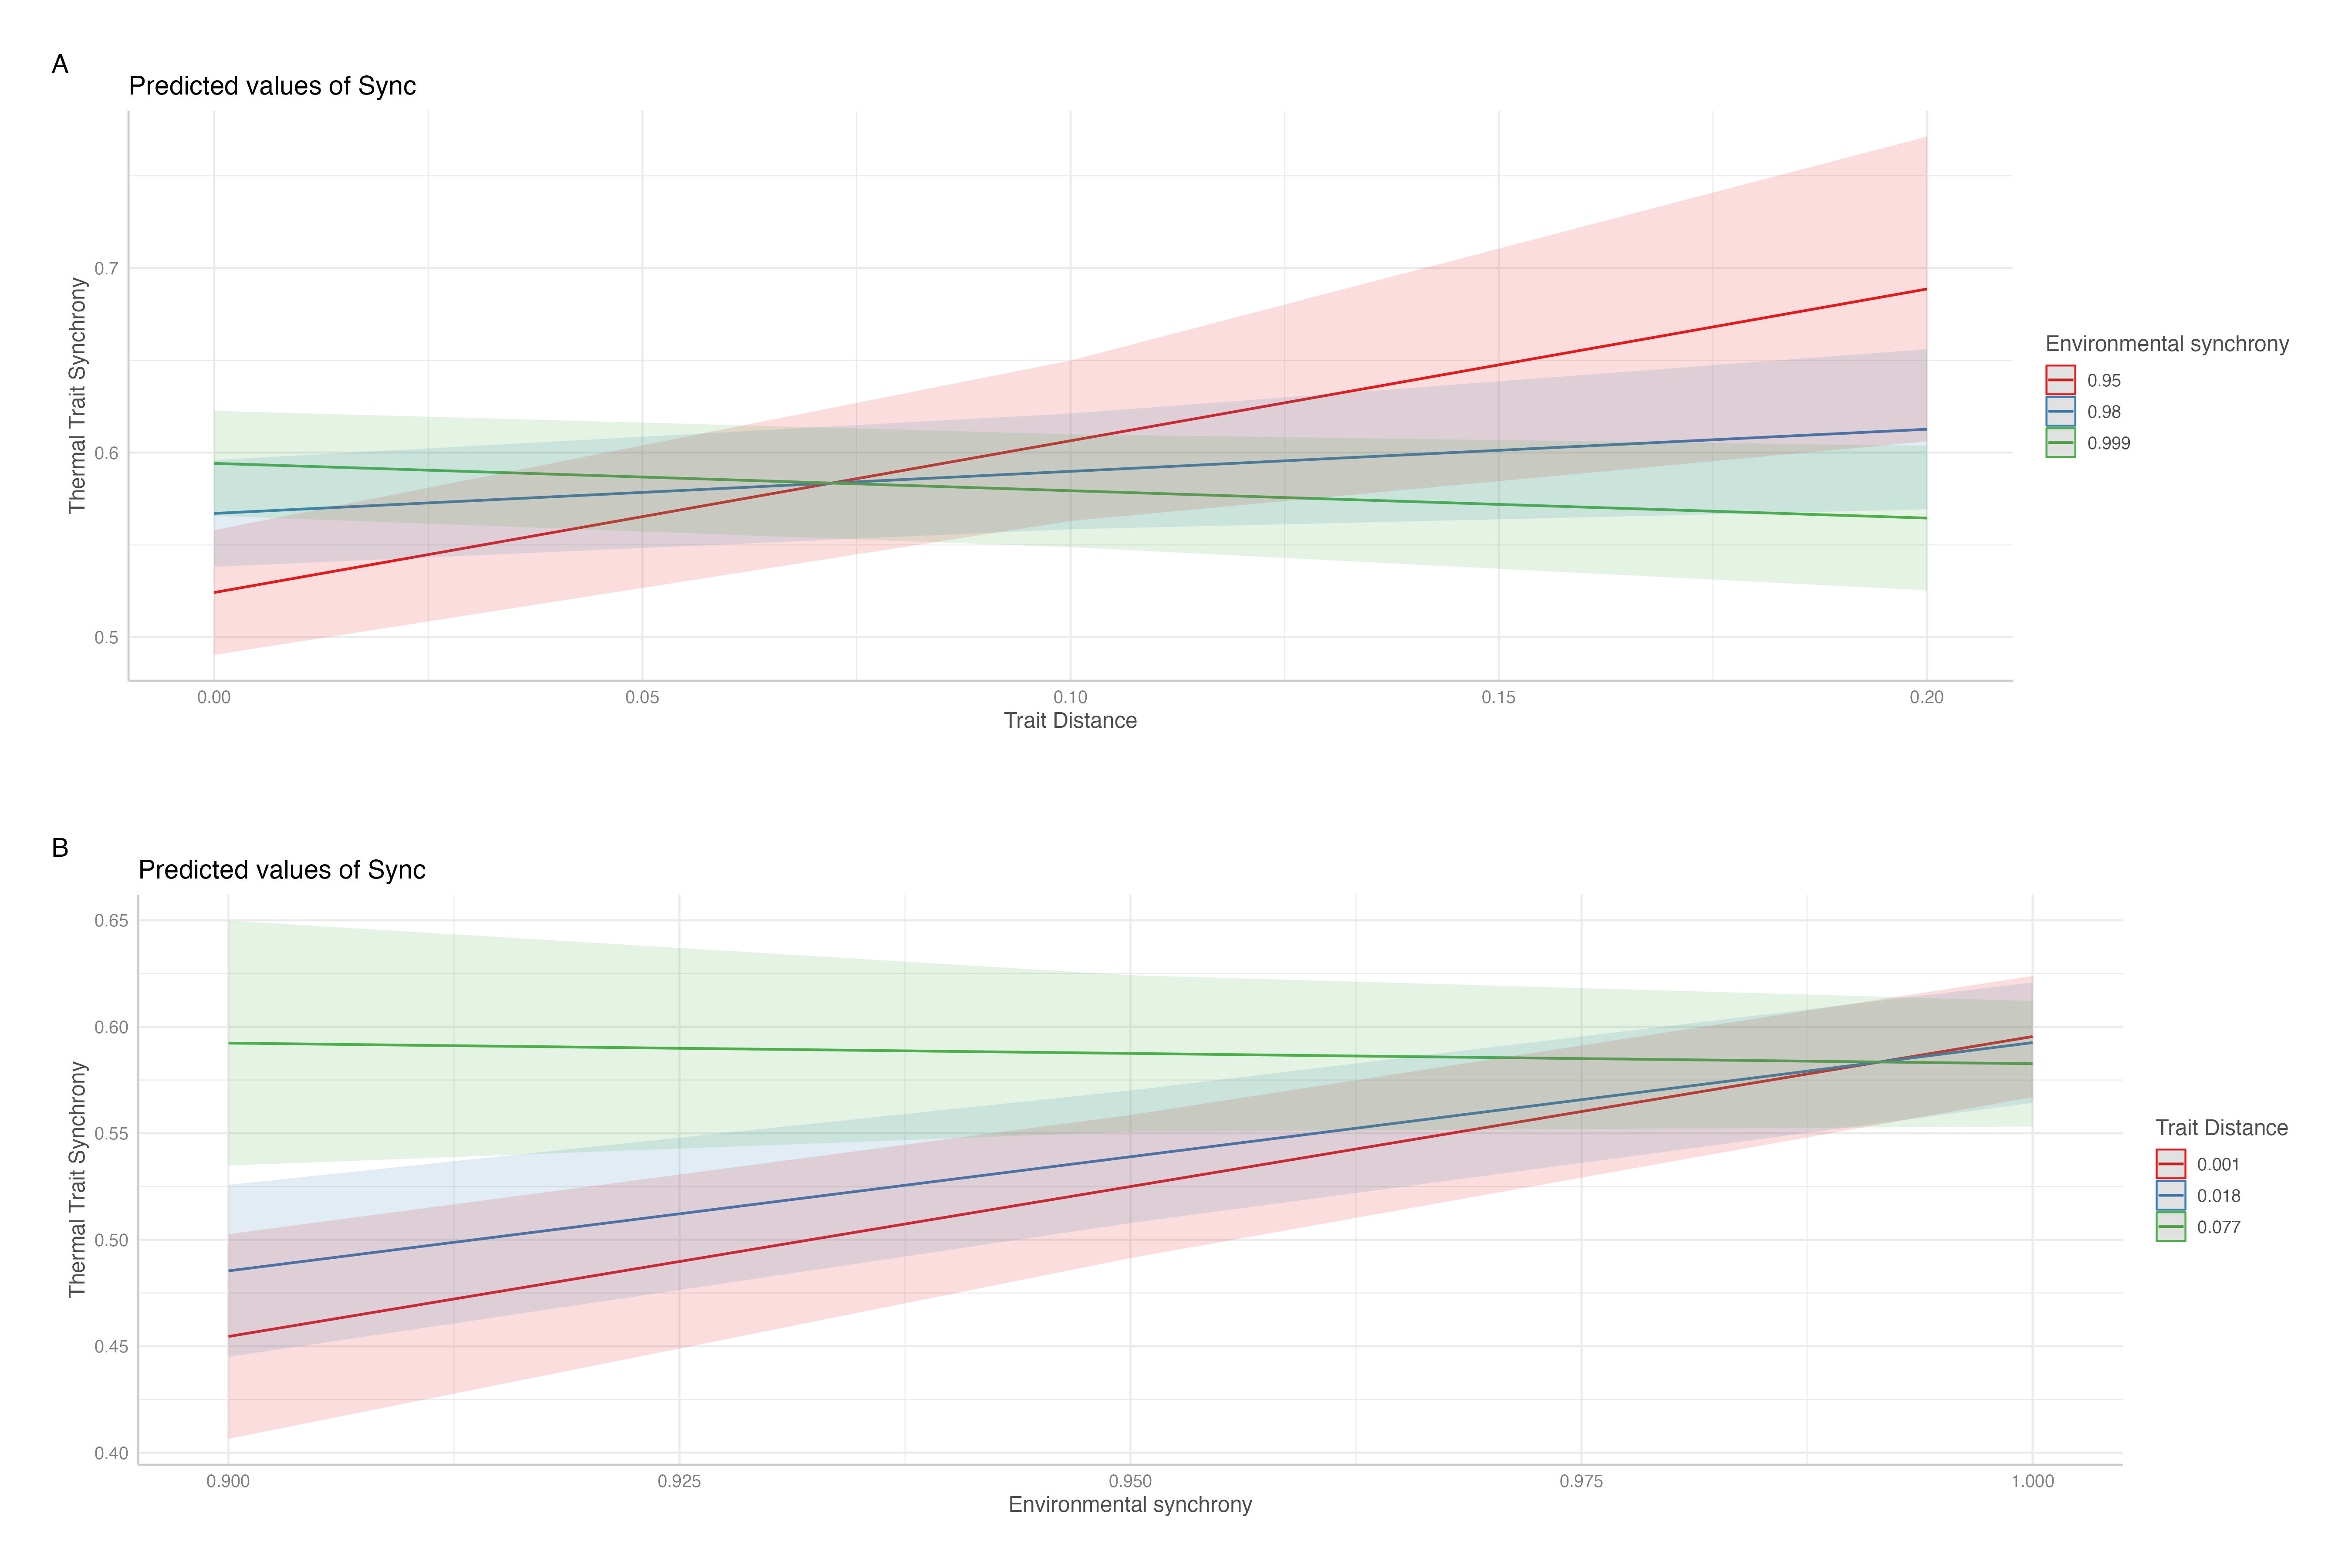 A
Predicted values of Sync
Thermal Trait Synchrony
0.7
0.6
0.5
0.00 0.05 0.10 0.15 0.20
Trait Distance
Environmental synchrony
0.95
0.98
0.999
B
Predicted values of Sync
Thermal Trait Synchrony
0.65
0.60
0.55
0.50
0.45
0.40
0.900 0.925 0.950 0.975 1.000
Environmental synchrony
Trait Distance
0.001
0.018
0.077